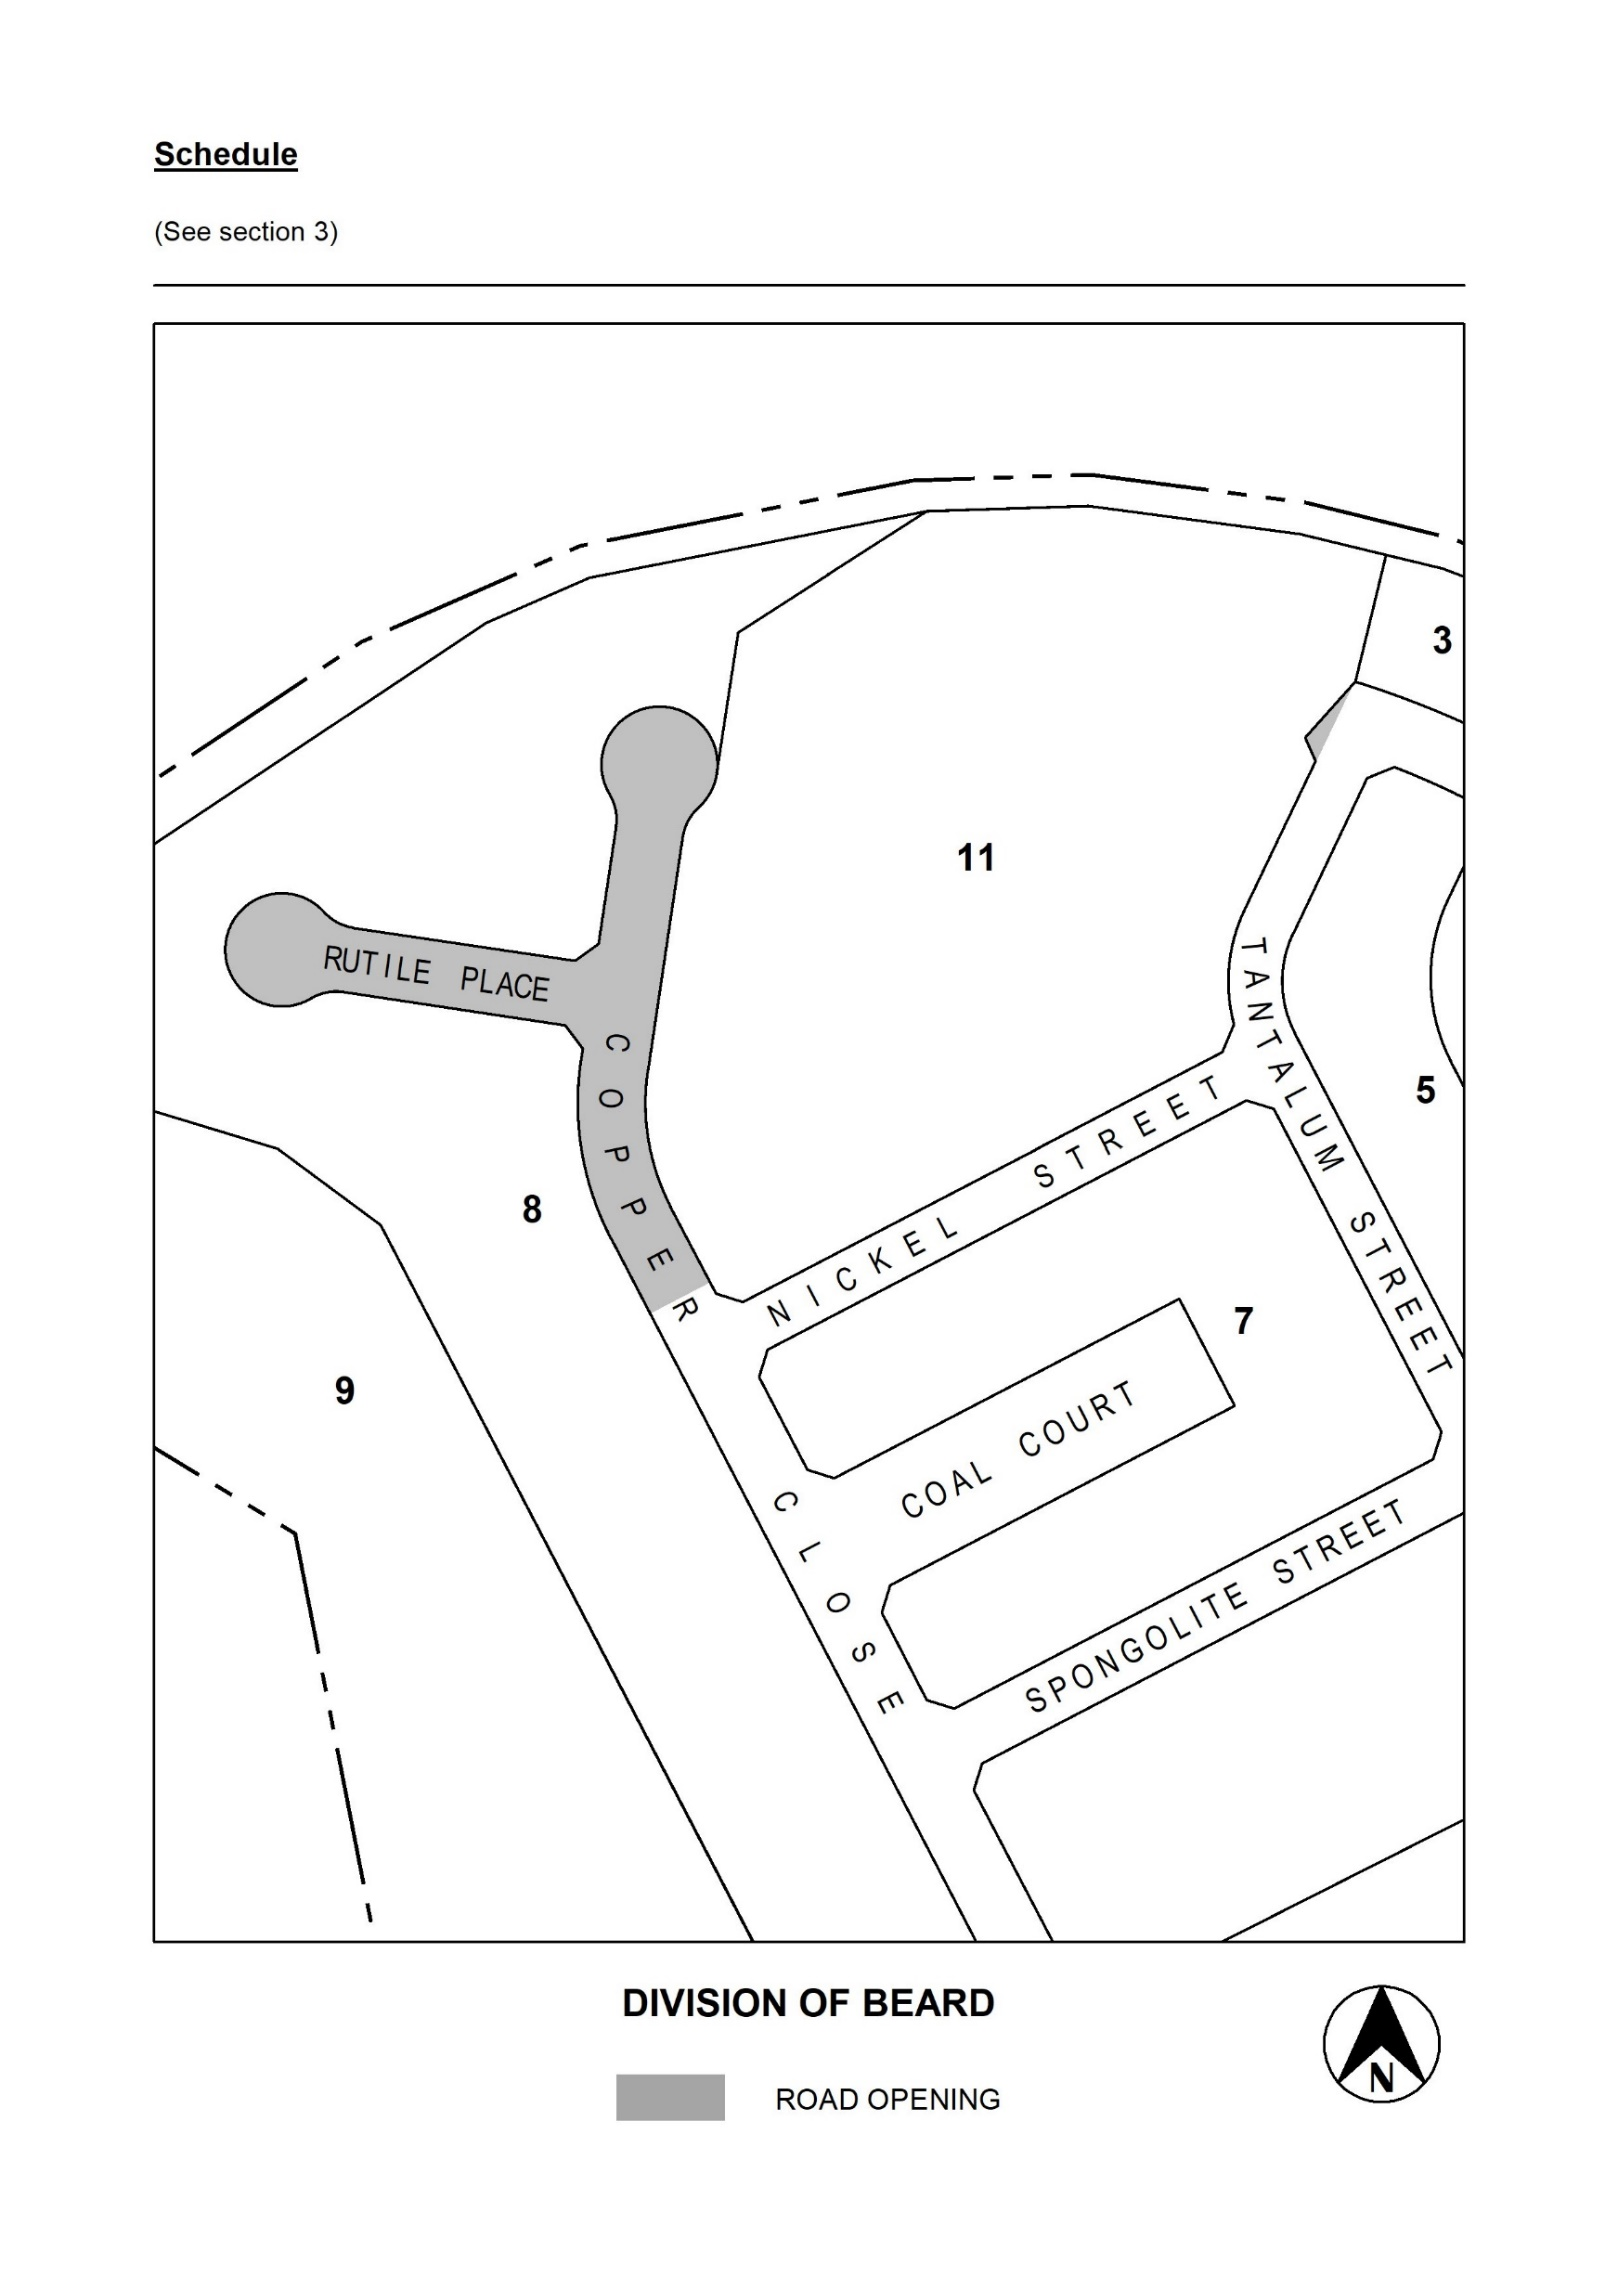 Schedule
(See section 3)
3
11
RUTILE PLACE
COPPER CLOSE
TANTALUM STREET
5
NICKEL STREET
8
7
9
COAL COURT
SPONGOLITE STREET
DIVISION OF BEARD
N
ROAD OPENING